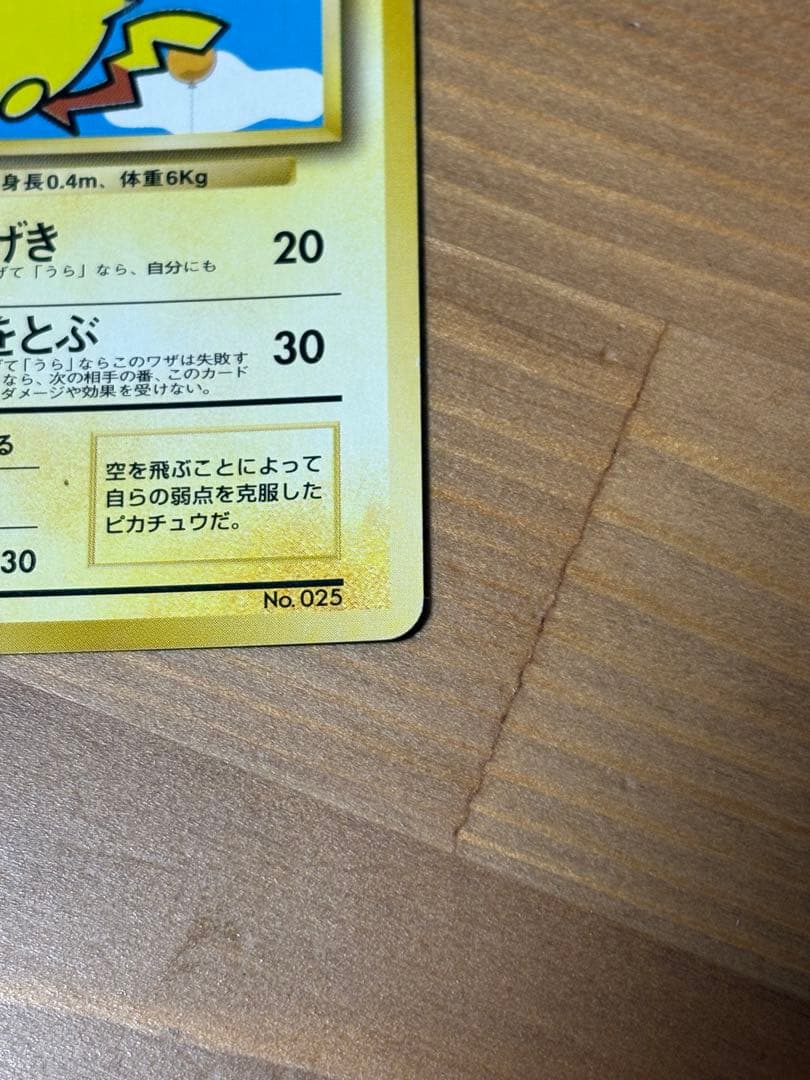 身長0.4m、体重6Kg
げき 20
げて「うら」なら、自分にも
をとぶ 30
げて「うら」ならこのワザは失敗す
なら、次の相手の番、このカード
ダメージや効果を受けない。
る
空を飛ぶことによって
自らの弱点を克服した
ピカチュウだ。
30
No. 025